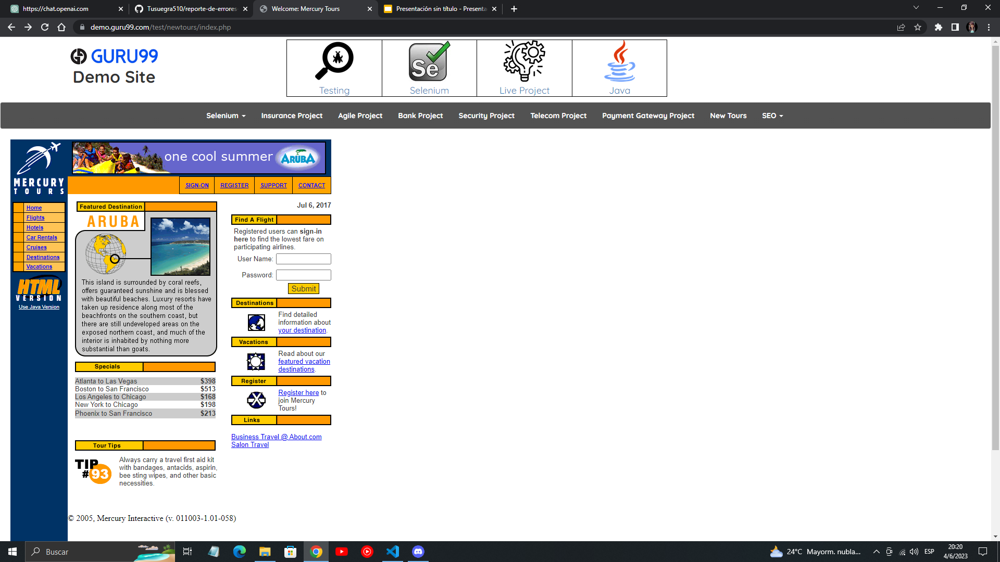 https://chat.openai.com
Tusuegra510/reporte-de-errores-
Welcome: Mercury Tours
Presentación sin título - Presenta
demo.guru99.com/test/newtours/index.php
GURU99
Demo Site
Se
Testing
Selenium
Live Project
Java
Selenium
Insurance Project
Agile Project
Bank Project
Security Project
Telecom Project
Payment Gateway Project
New Tours
SEO
one cool summer
ARUBA
MERCURY
TOURS
SIGN-ON
REGISTER
SUPPORT
CONTACT
Home
Flights
Hotels
Car Rentals
Cruises
Destinations
Vacations
HTML
VERSION
Use Java Version
Featured Destination
ARUBA
This island is surrounded by coral reefs,
offers guaranteed sunshine and is blessed
with beautiful beaches. Luxury resorts have
taken up residence along most of the
beachfronts on the southern coast, but
there are still undeveloped areas on the
exposed northern coast, and much of the
interior is inhabited by nothing more
substantial than goats.
Specials
Atlanta to Las Vegas $398
Boston to San Francisco $513
Los Angeles to Chicago $168
New York to Chicago $198
Phoenix to San Francisco $213
Tour Tips
TIP
#93
Always carry a travel first aid kit
with bandages, antacids, aspirin,
bee sting wipes, and other basic
necessities.
Jul 6, 2017
Find A Flight
Registered users can sign-in
here to find the lowest fare on
participating airlines.
User Name:
Password:
Submit
Destinations
Find detailed
information about
your destination.
Vacations
Read about our
featured vacation
destinations.
Register
Register here to
join Mercury
Tours!
Links
Business Travel @ About.com
Salon Travel
© 2005, Mercury Interactive (v. 011003-1.01-058)
Buscar
24°C Mayorm. nubla...
ESP
20:20
4/6/2023